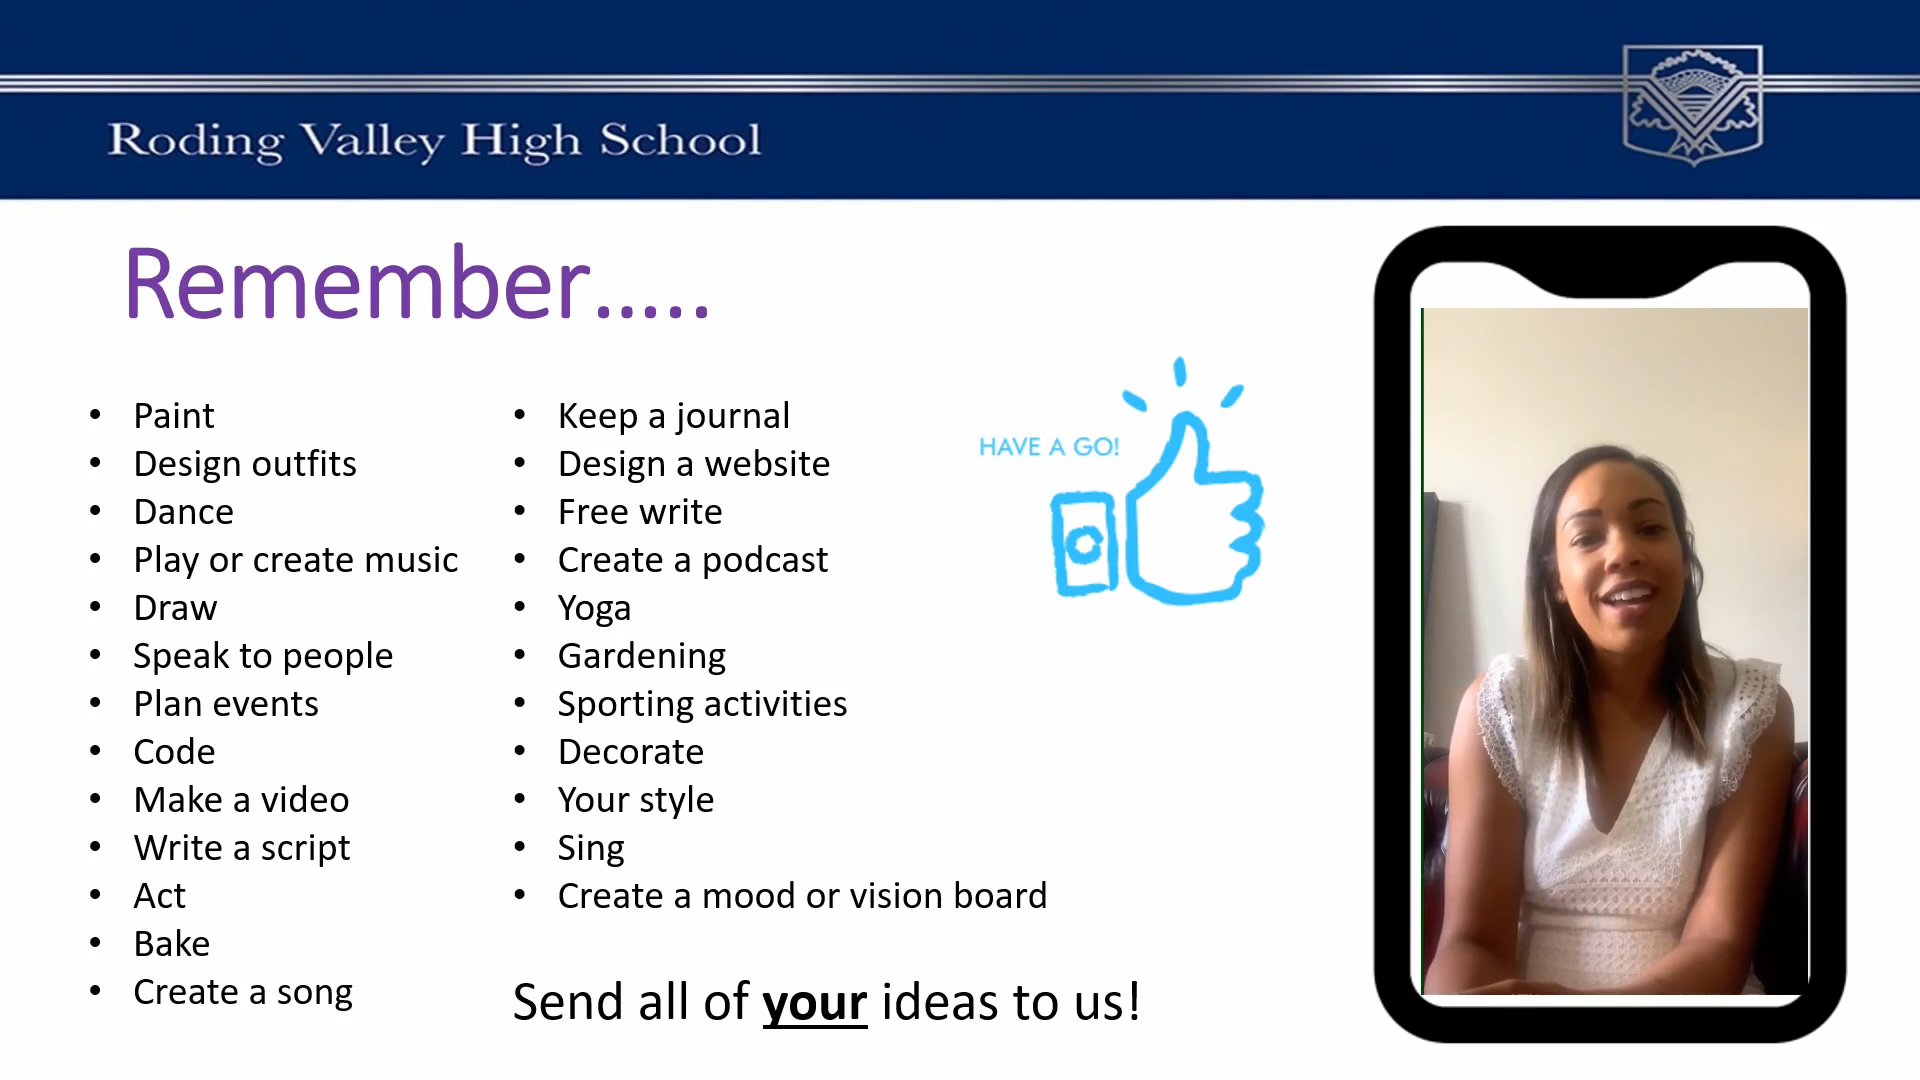 Roding Valley High School
Remember.....
• Paint
• Design outfits
• Dance
• Play or create music
• Draw
• Speak to people
• Plan events
• Code
• Make a video
• Write a script
• Act
• Bake
• Create a song
• Keep a journal
• Design a website
• Free write
• Create a podcast
• Yoga
• Gardening
• Sporting activities
• Decorate
• Your style
• Sing
• Create a mood or vision board
HAVE A GO!
Send all of your ideas to us!